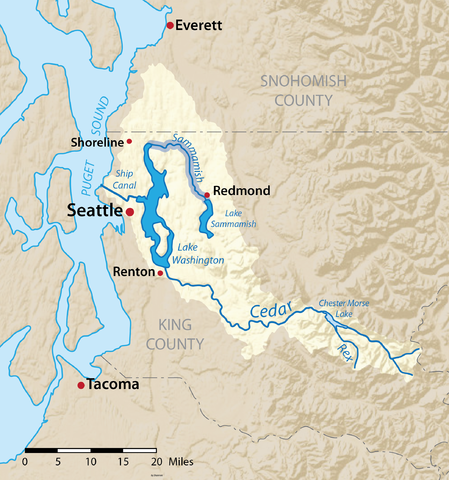 Everett
SNOHOMISH
COUNTY
PUGET SOUND
Shoreline
Sammamish
Ship
Canal
Redmond
Seattle
Lake
Sammamish
Lake
Washington
Renton
Cedar
Chester Morse
Lake
KING
COUNTY
Rex
Tacoma
0 5 10 15 20 Miles